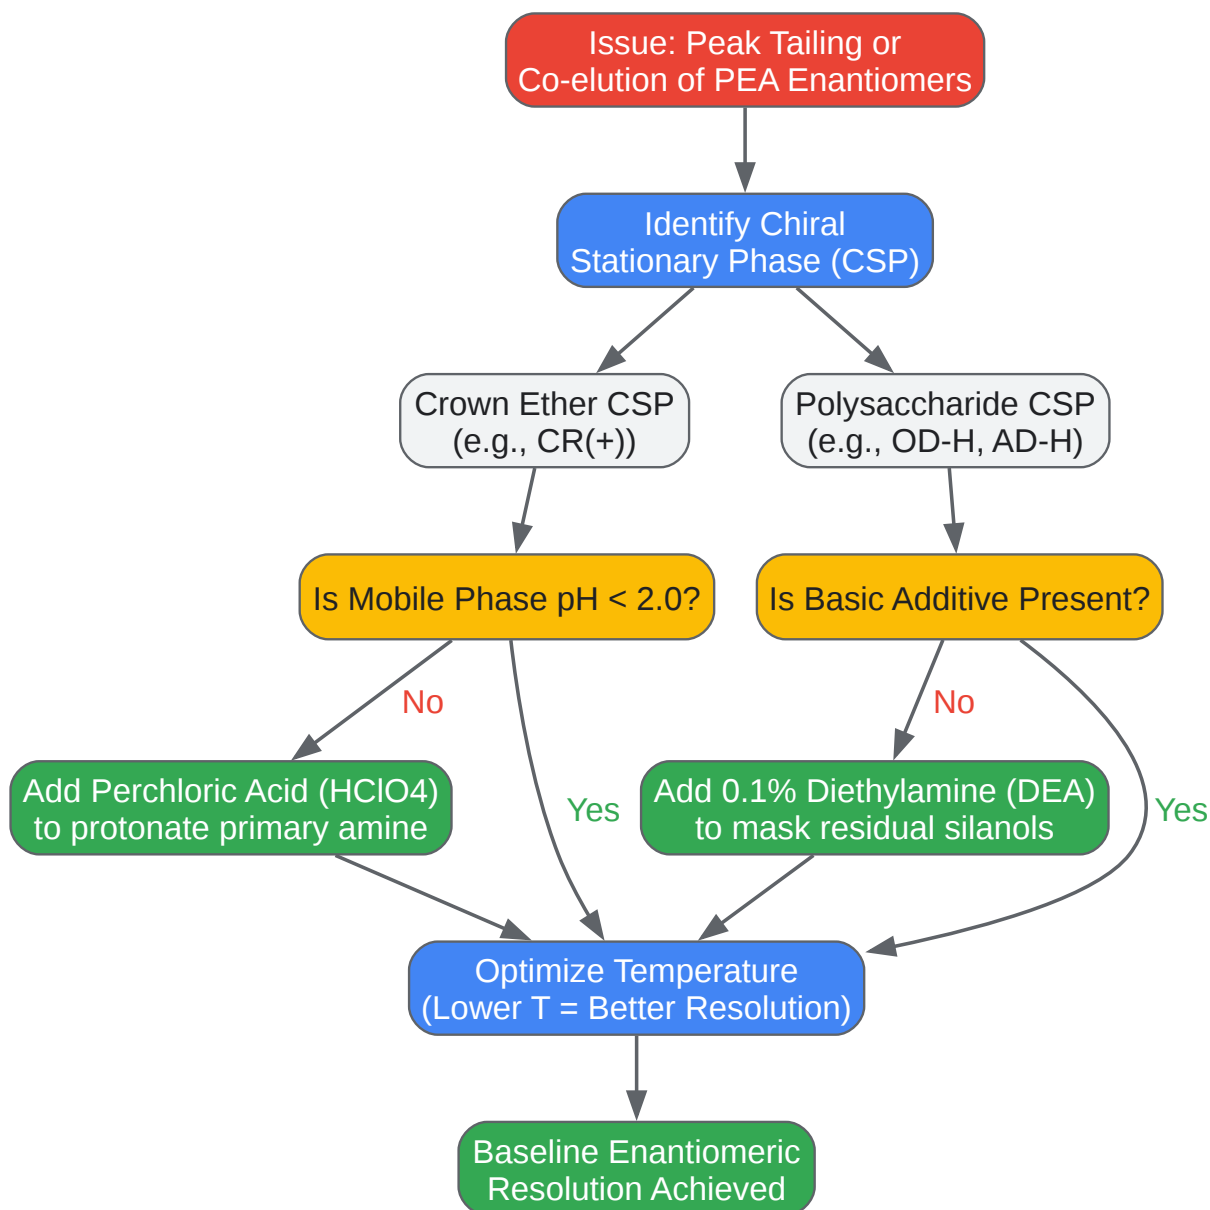 Issue: Peak Tailing or
Co-elution of PEA Enantiomers
Identify Chiral
Stationary Phase (CSP)
Crown Ether CSP
(e.g., CR(+))
Polysaccharide CSP
(e.g., OD-H, AD-H)
Is Mobile Phase pH < 2.0?
Is Basic Additive Present?
No
No
Add Perchloric Acid (HClO4)
to protonate primary amine
Yes
Add 0.1% Diethylamine (DEA)
to mask residual silanols
Yes
Optimize Temperature
(Lower T = Better Resolution)
Baseline Enantiomeric
Resolution Achieved